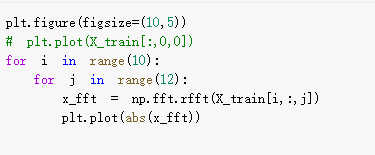 plt.figure(figsize=(10,5))
#  plt.plot(X_train[:,0,0])
for i in range(10):
    for j in range(12):
        x_fft = np.fft.rfft(X_train[i,:,j])
        plt.plot(abs(x_fft))